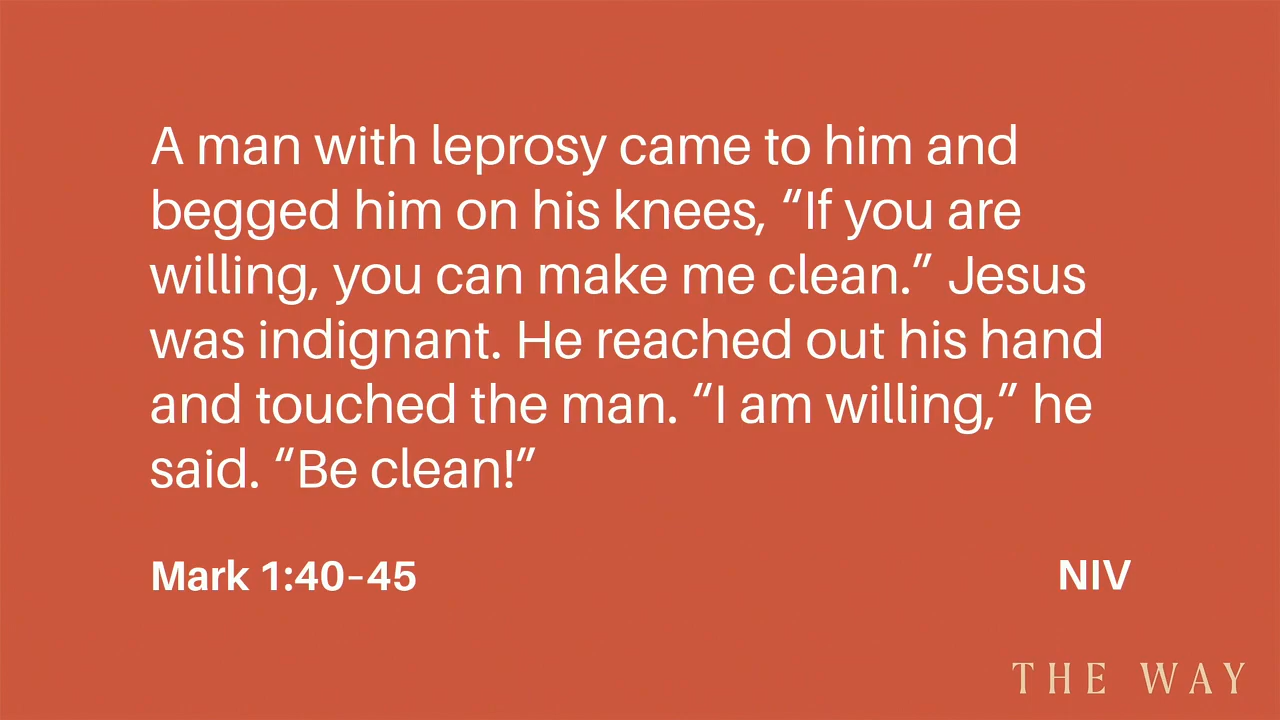 A man with leprosy came to him and
begged him on his knees, “If you are
willing, you can make me clean.” Jesus
was indignant. He reached out his hand
and touched the man. “I am willing,” he
said. “Be clean!”
Mark 1:40–45
NIV
THE WAY